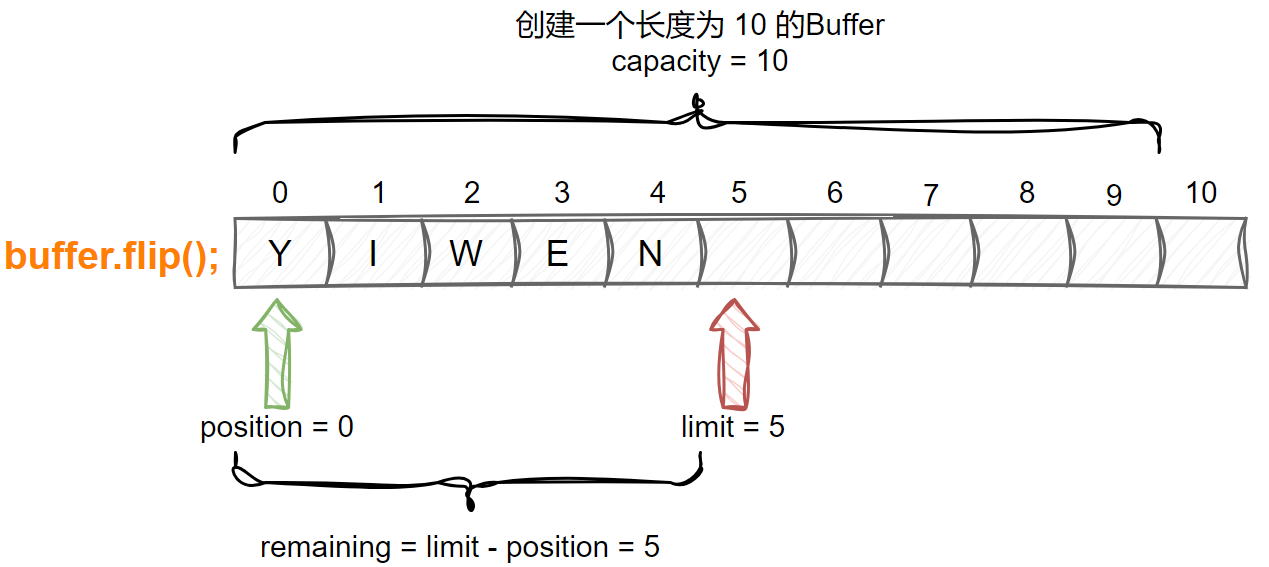 创建一个长度为 10 的Buffer
capacity = 10
0 1 2 3 4 5 6 7 8 9 10
buffer.flip(); Y I W E N
position = 0 limit = 5
remaining = limit - position = 5